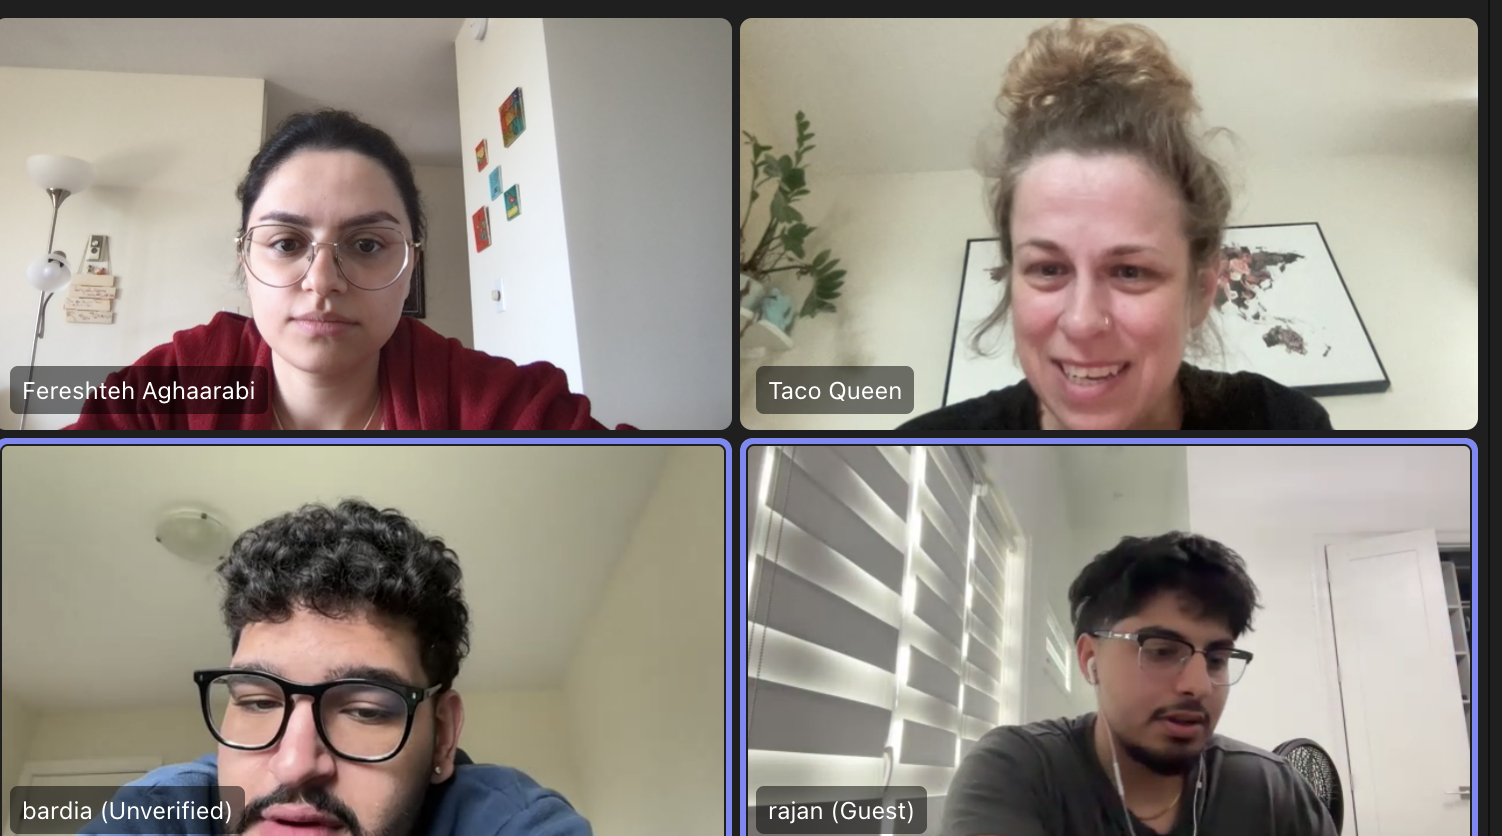 Fereshteh Aghaarabi
Taco Queen
bardia (Unverified)
rajan (Guest)